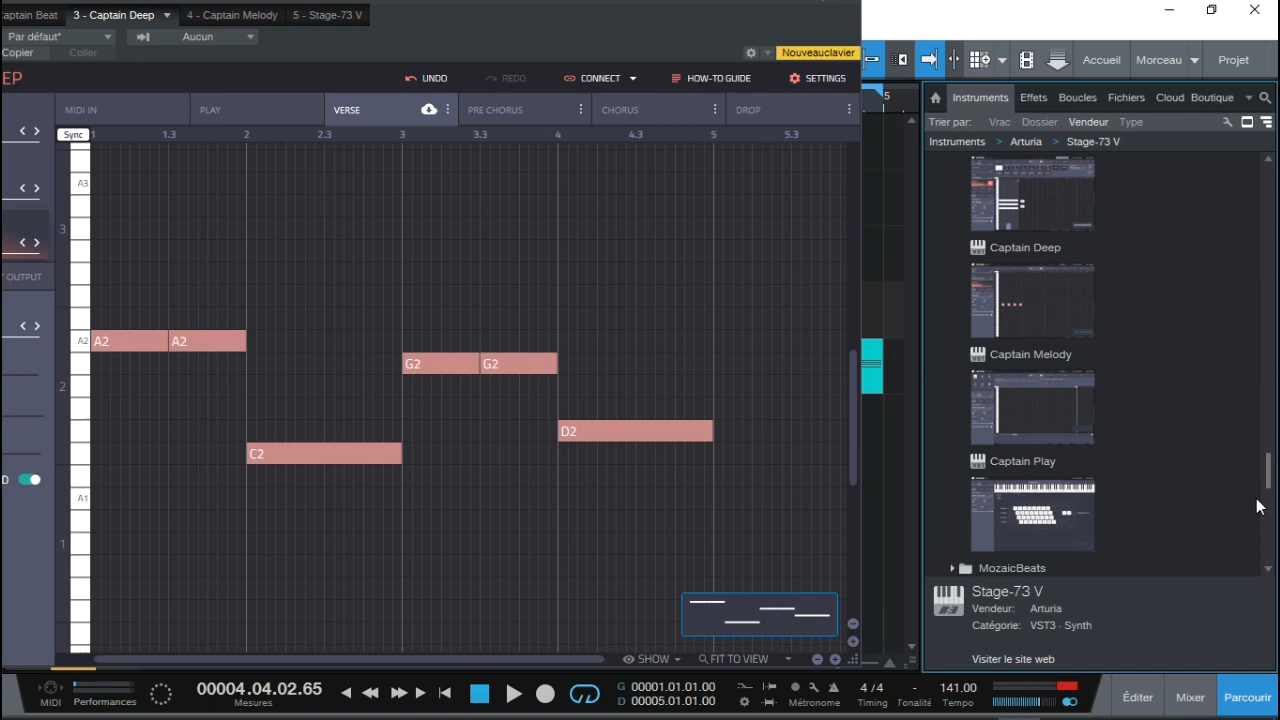 aptain Beat 3 - Captain Deep 4 - Captain Melody 5 - Stage-73 V
Par défaut* Aucun
Copier Coller Nouveauclavier
EP UNDO REDO CONNECT HOW-TO GUIDE SETTINGS
MIDI IN PLAY VERSE PRE CHORUS CHORUS DROP
Sync 1 1.3 2 2.3 3 3.3 4 4.3 5 5.3
A3
3
A2 A2 A2
G2 G2
2
D2
C2
A1
1
T OUTPUT
D
SHOW FIT TO VIEW
5
Accueil Morceau Projet
Instruments Effets Boucles Fichiers Cloud Boutique
Trier par: Vrac Dossier Vendeur Type
Instruments > Arturia > Stage-73 V
Captain Deep
Captain Melody
Captain Play
MozaicBeats
Stage-73 V
Vendeur: Arturia
Catégorie: VST3 - Synth
Visiter le site web
MIDI Performances
00004.04.02.65
Mesures
G 00001.01.01.00
D 00005.01.01.00
Métronome
4 / 4
Timing
-
Tonalité
141.00
Tempo
Éditer Mixer Parcourir